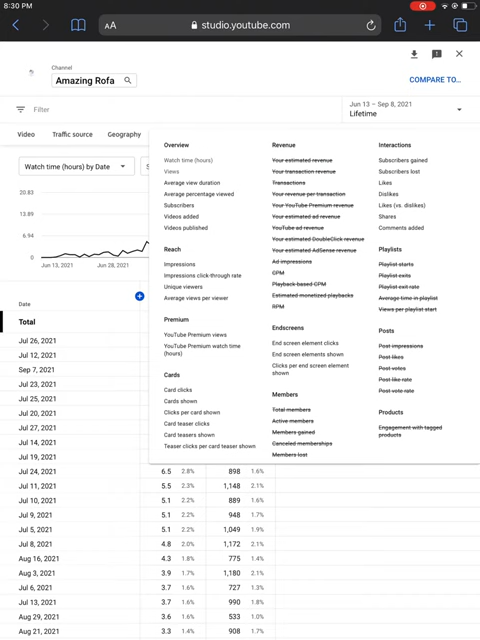 8:30 PM
AA
studio.youtube.com
Channel
Amazing Rofa
COMPARE TO...
Filter
Jun 13 – Sep 8, 2021
Lifetime
Video
Traffic source
Geography
Watch time (hours) by Date
S
20.83
13.89
6.94
0
Jun 13, 2021
Jun 28, 2021
Overview
Watch time (hours)
Views
Average view duration
Average percentage viewed
Subscribers
Videos added
Videos published
Reach
Impressions
Impressions click-through rate
Unique viewers
Average views per viewer
Premium
YouTube Premium views
YouTube Premium watch time
(hours)
Cards
Card clicks
Cards shown
Clicks per card shown
Card teaser clicks
Card teasers shown
Teaser clicks per card teaser shown
Revenue
Your estimated revenue
Your transaction revenue
Transactions
Your revenue per transaction
Your YouTube Premium revenue
Your estimated ad revenue
YouTube ad revenue
Your estimated DoubleClick revenue
Your estimated AdSense revenue
Ad impressions
CPM
Playback-based CPM
Estimated monetized playbacks
RPM
Endscreens
End screen element clicks
End screen elements shown
Clicks per end screen element
shown
Members
Total members
Active members
Members gained
Canceled memberships
Members lost
Interactions
Subscribers gained
Subscribers lost
Likes
Dislikes
Likes (vs. dislikes)
Shares
Comments added
Playlists
Playlist starts
Playlist exits
Playlist exit rate
Average time in playlist
Views per playlist start
Posts
Post impressions
Post likes
Post votes
Post like rate
Post vote rate
Products
Engagement with tagged
products
Date
Total
Jul 26, 2021
Jul 12, 2021
Sep 7, 2021
Jul 23, 2021
Jul 25, 2021
Jul 20, 2021
Jul 27, 2021
Jul 14, 2021
Jul 19, 2021
Jul 24, 2021 6.5 2.8% 898 1.6%
Jul 11, 2021 5.5 2.3% 1,148 2.1%
Jul 10, 2021 5.1 2.2% 889 1.6%
Jul 9, 2021 5.1 2.2% 948 1.7%
Jul 5, 2021 5.1 2.2% 1,049 1.9%
Jul 8, 2021 4.8 2.0% 1,172 2.1%
Aug 16, 2021 4.3 1.8% 775 1.4%
Aug 3, 2021 3.9 1.7% 1,180 2.1%
Jul 6, 2021 3.7 1.6% 727 1.3%
Jul 13, 2021 3.7 1.6% 990 1.8%
Aug 29, 2021 3.6 1.6% 533 1.0%
Aug 21, 2021 3.3 1.4% 908 1.7%